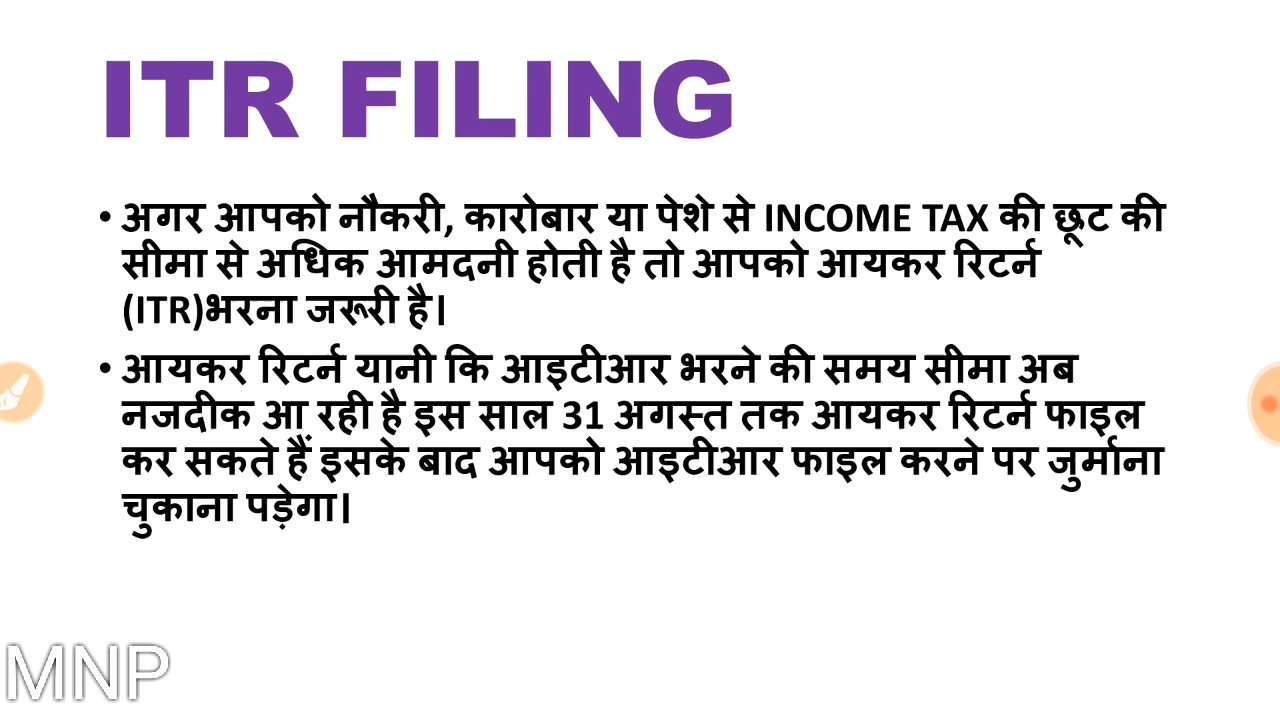 ITR FILING
• अगर आपको नौकरी, कारोबार या पेशे से INCOME TAX की छूट की
सीमा से अधिक आमदनी होती है तो आपको आयकर रिटर्न
(ITR)भरना जरूरी है।
• आयकर रिटर्न यानी कि आइटीआर भरने की समय सीमा अब
नजदीक आ रही है इस साल 31 अगस्त तक आयकर रिटर्न फाइल
कर सकते हैं इसके बाद आपको आइटीआर फाइल करने पर जुर्माना
चुकाना पड़ेगा।
MNP